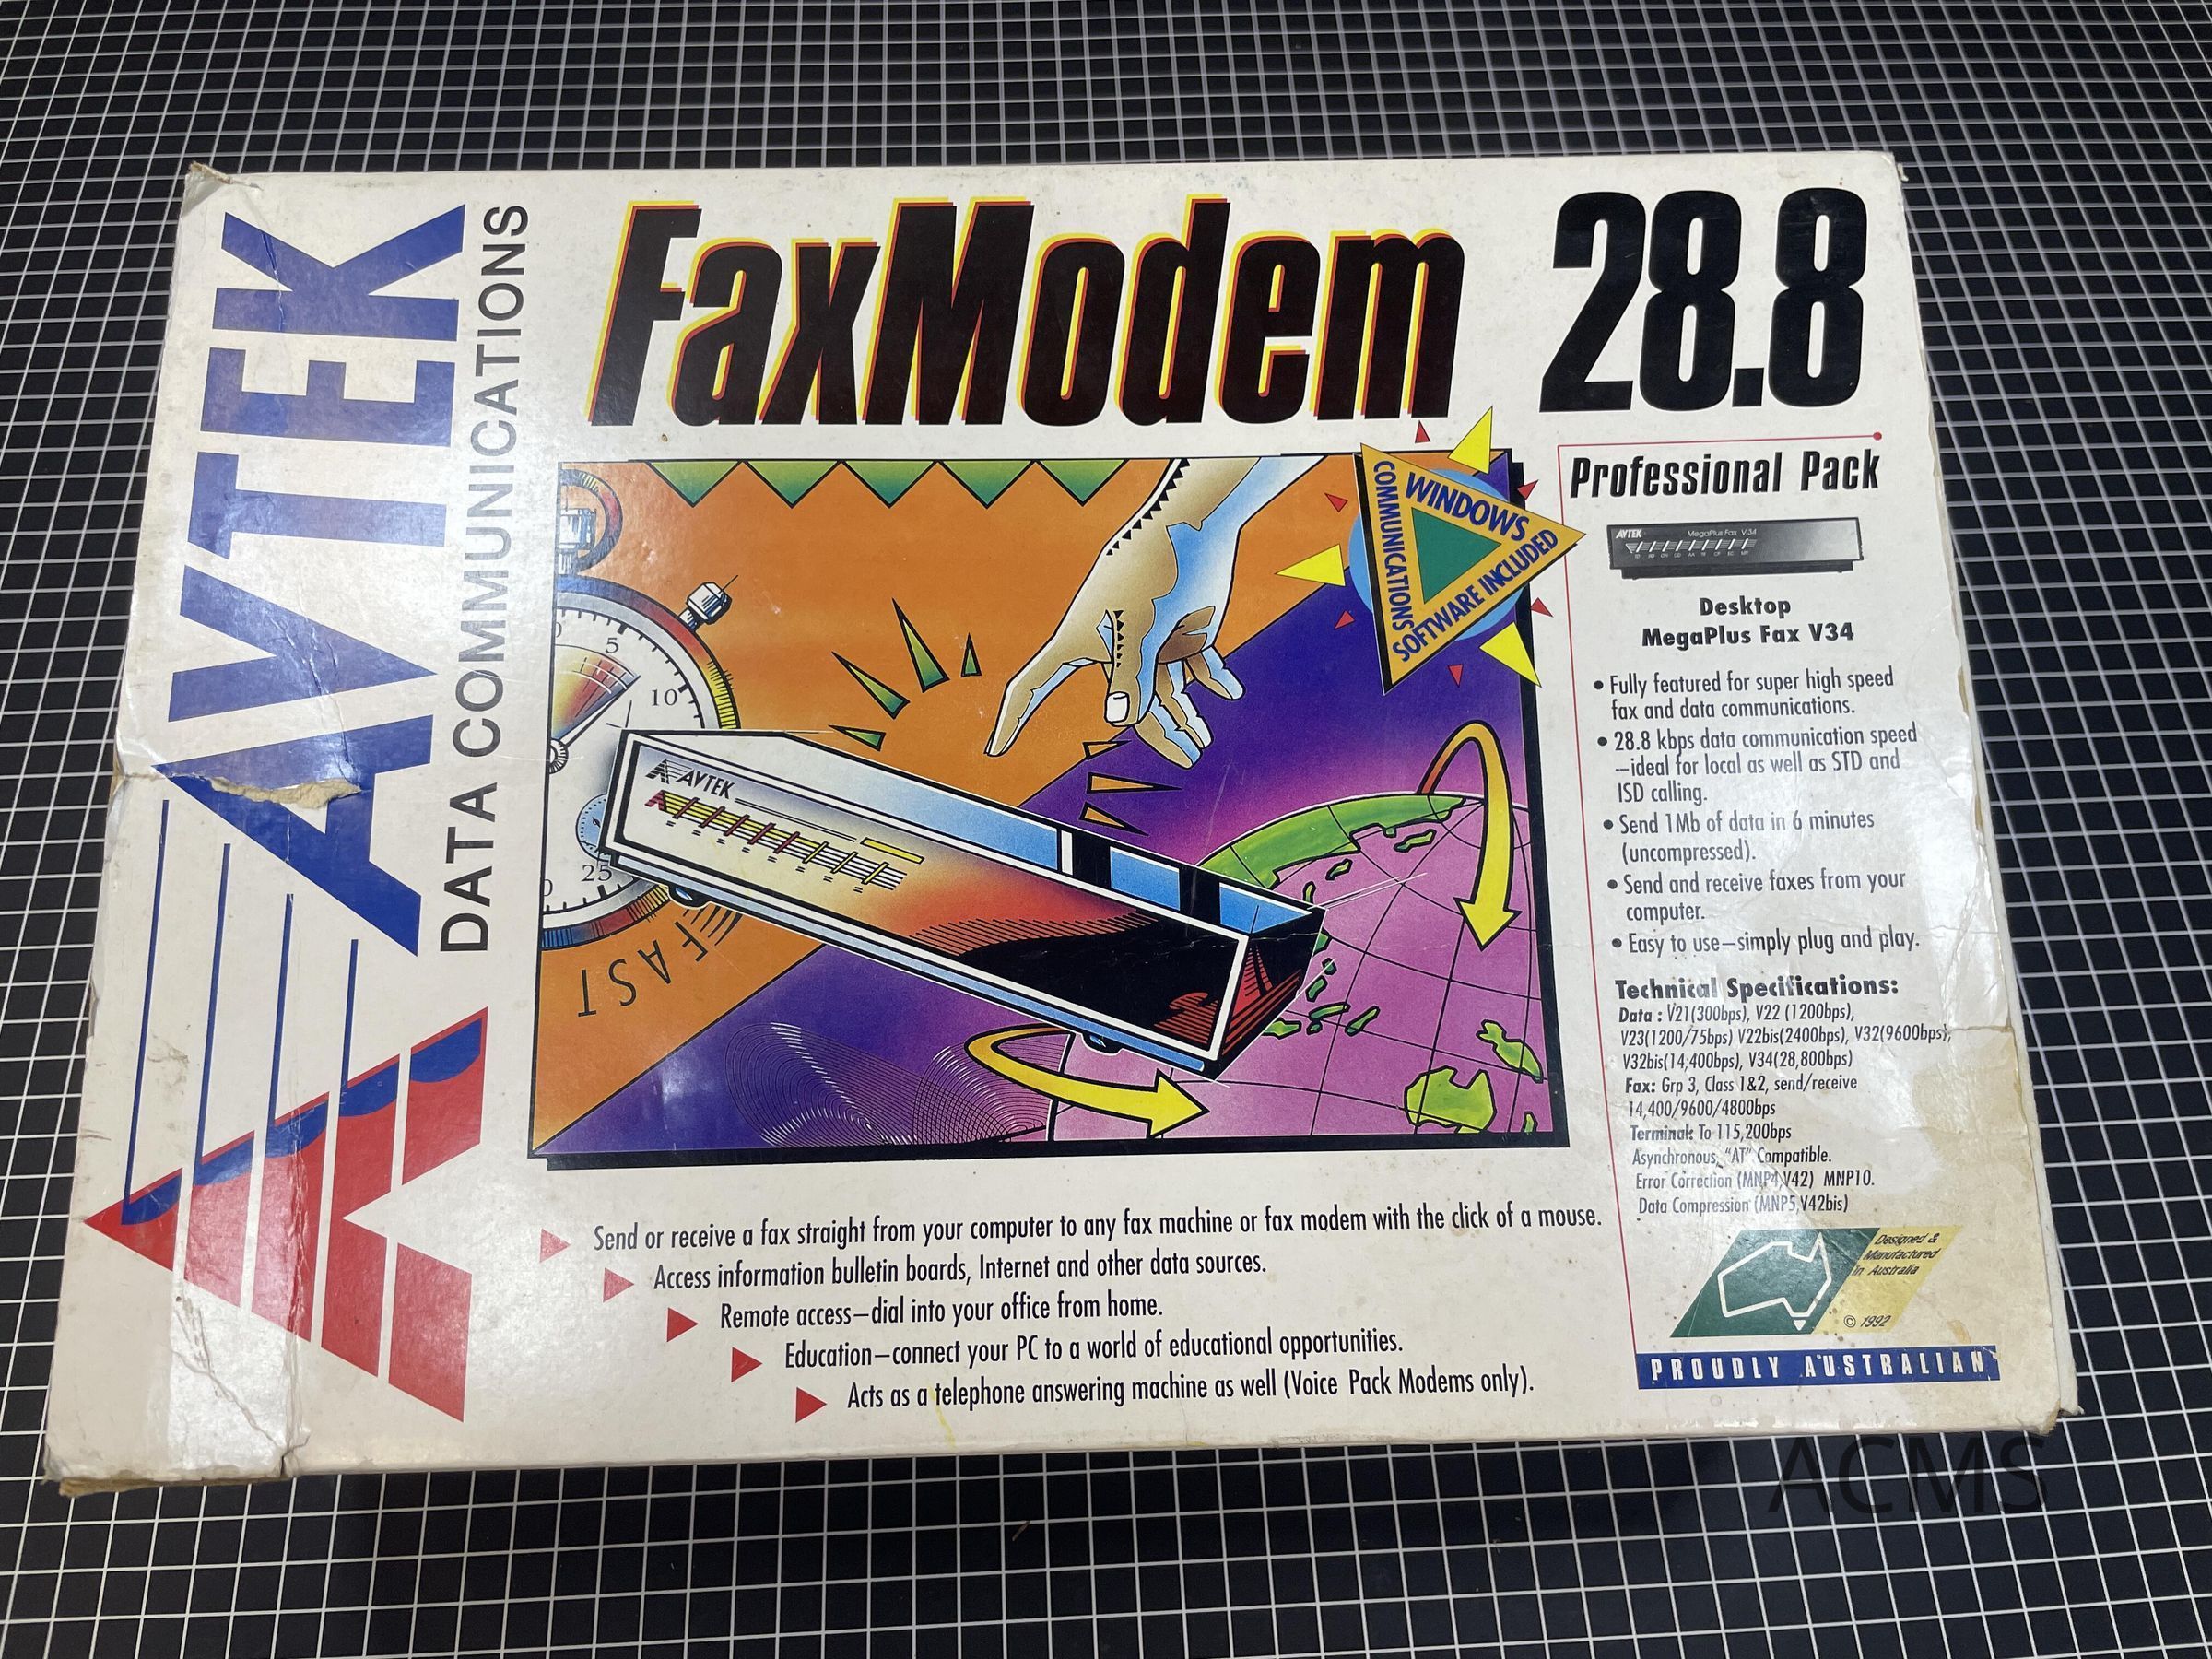 AVTEK
DATA COMMUNICATIONS
FaxModem 28.8
WINDOWS
COMMUNICATIONS
SOFTWARE INCLUDED
5
10
25
AVTEK
FAST
Professional Pack
AVTEK MegaPlus Fax V.34
Desktop
MegaPlus Fax V34
• Fully featured for super high speed
fax and data communications.
• 28.8 kbps data communication speed
–ideal for local as well as STD and
ISD calling.
• Send 1Mb of data in 6 minutes
(uncompressed).
• Send and receive faxes from your
computer.
• Easy to use–simply plug and play.
Technical Specifications:
Data : V21(300bps), V22 (1200bps),
V23(1200/75bps) V22bis(2400bps), V32(9600bps),
V32bis(14,400bps), V34(28,800bps)
Fax: Grp 3, Class 1&2, send/receive
14,400/9600/4800bps
Terminal: To 115,200bps
Asynchronous, "AT" Compatible.
Error Correction (MNP4,V42) MNP10.
Data Compression (MNP5,V42bis)
Designed &
Manufactured
in Australia
© 1992
PROUDLY AUSTRALIAN
Send or receive a fax straight from your computer to any fax machine or fax modem with the click of a mouse.
Access information bulletin boards, Internet and other data sources.
Remote access–dial into your office from home.
Education–connect your PC to a world of educational opportunities.
Acts as a telephone answering machine as well (Voice Pack Modems only).
ACMS